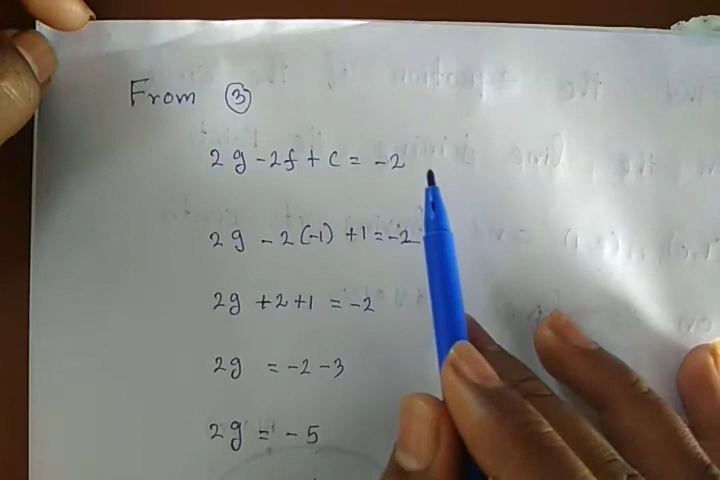 From ③
2g - 2f + c = -2
2g - 2(-1) + 1 = -2
2g + 2 + 1 = -2
2g = -2 - 3
2g = - 5